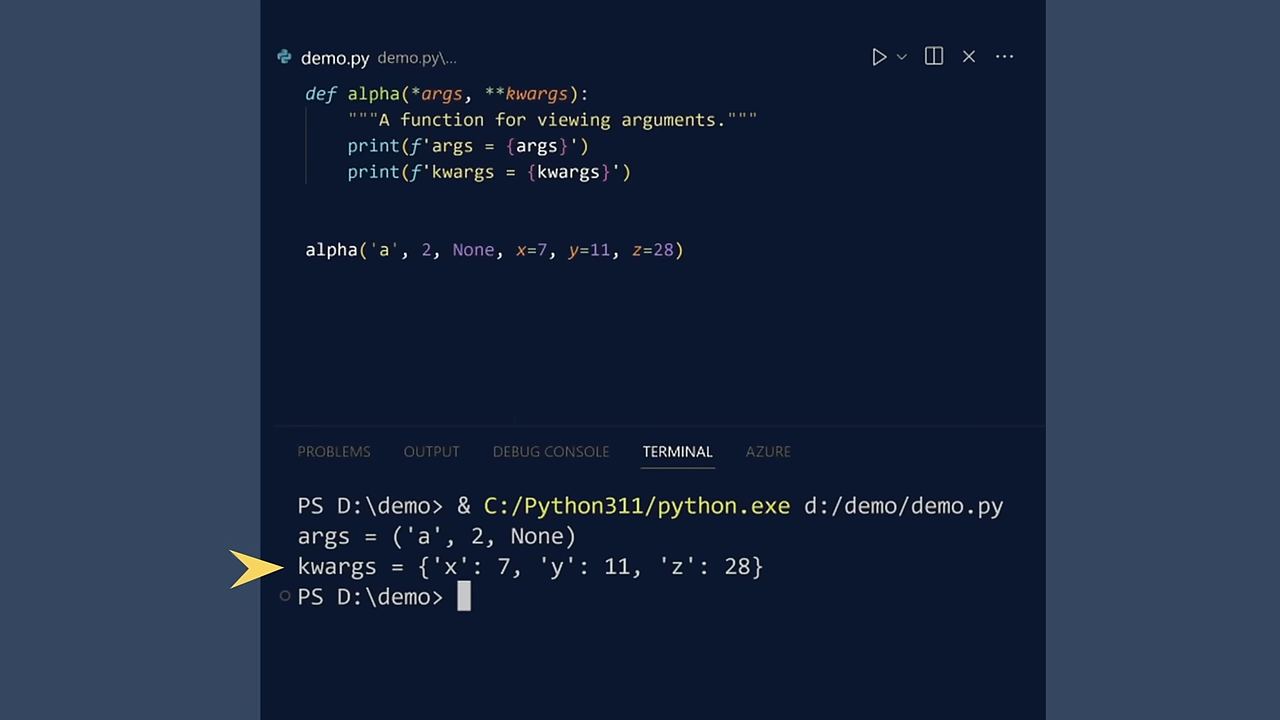 demo.py demo.py\...
def alpha(*args, **kwargs):
    """A function for viewing arguments."""
    print(f'args = {args}')
    print(f'kwargs = {kwargs}')
alpha('a', 2, None, x=7, y=11, z=28)
PROBLEMS OUTPUT DEBUG CONSOLE TERMINAL AZURE
PS D:\demo> & C:/Python311/python.exe d:/demo/demo.py
args = ('a', 2, None)
kwargs = {'x': 7, 'y': 11, 'z': 28}
PS D:\demo>